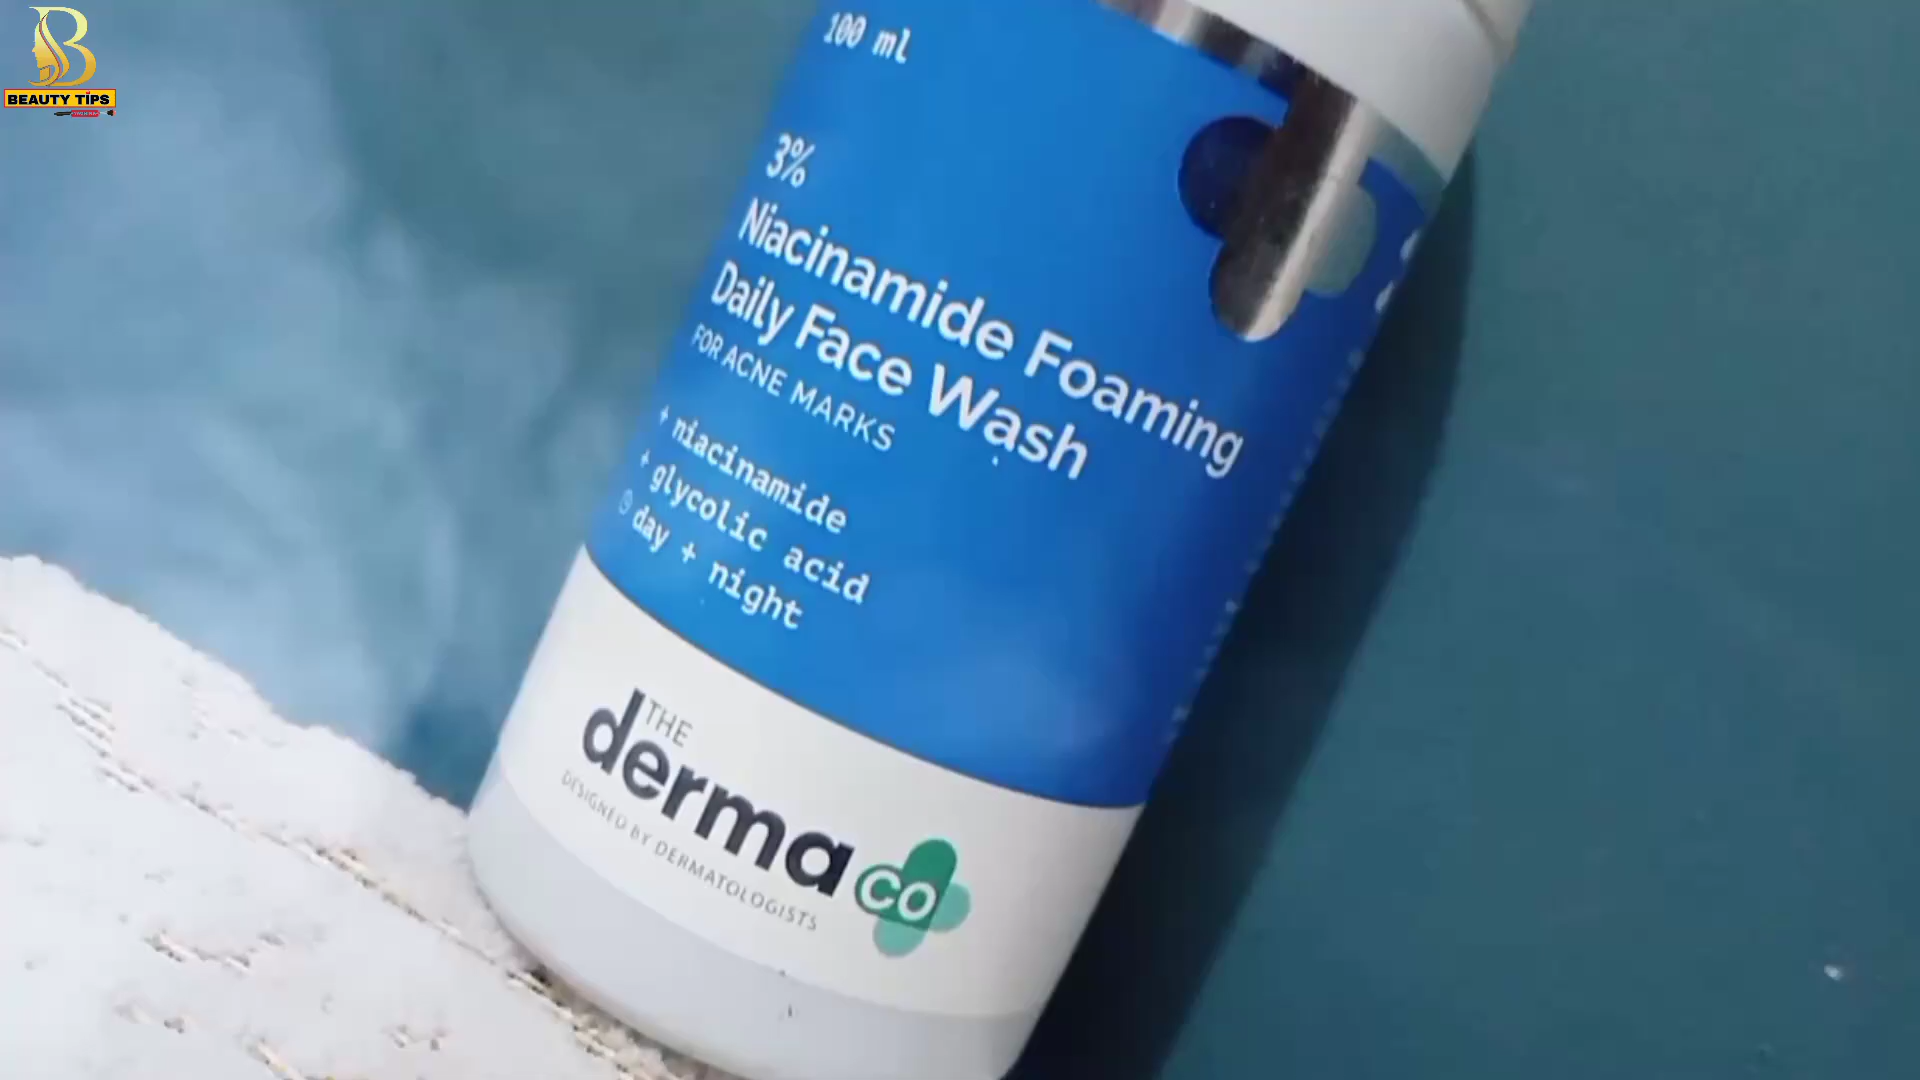 B
BEAUTY TIPS
100 ml
3%
Niacinamide Foaming
Daily Face Wash
FOR ACNE MARKS
+ niacinamide
+ glycolic acid
day + night
THE
derma co
DESIGNED BY DERMATOLOGISTS